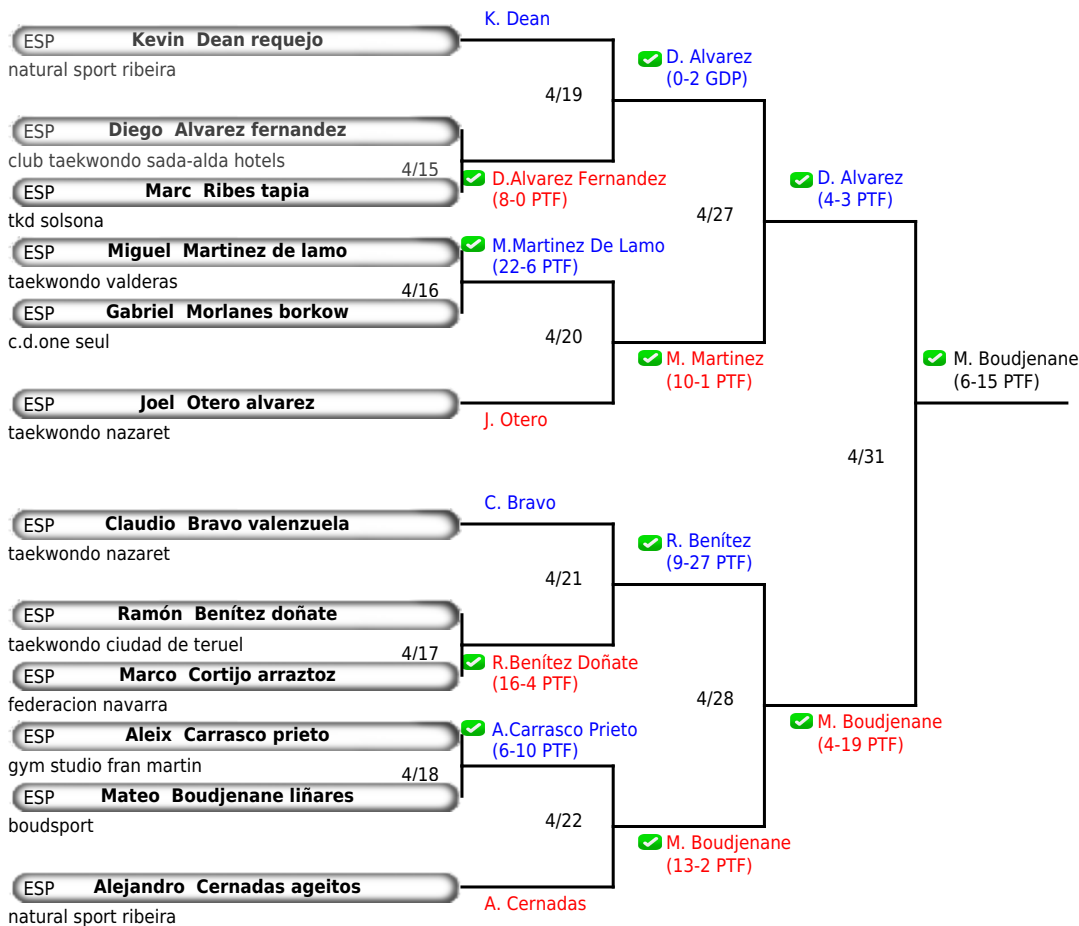 K. Dean
ESP Kevin Dean requejo
natural sport ribeira
D. Alvarez
(0-2 GDP)
4/19
ESP Diego Alvarez fernandez
club taekwondo sada-alda hotels
4/15
D.Alvarez Fernandez
(8-0 PTF)
ESP Marc Ribes tapia
tkd solsona
D. Alvarez
(4-3 PTF)
4/27
ESP Miguel Martinez de lamo
taekwondo valderas
M.Martinez De Lamo
(22-6 PTF)
4/16
ESP Gabriel Morlanes borkow
c.d.one seul
4/20
M. Martinez
(10-1 PTF)
M. Boudjenane
(6-15 PTF)
ESP Joel Otero alvarez
taekwondo nazaret
J. Otero
4/31
C. Bravo
ESP Claudio Bravo valenzuela
taekwondo nazaret
R. Benítez
(9-27 PTF)
4/21
ESP Ramón Benítez doñate
taekwondo ciudad de teruel
4/17
R.Benítez Doñate
(16-4 PTF)
ESP Marco Cortijo arraztoz
federacion navarra
4/28
M. Boudjenane
(4-19 PTF)
ESP Aleix Carrasco prieto
gym studio fran martin
A.Carrasco Prieto
(6-10 PTF)
4/18
ESP Mateo Boudjenane liñares
boudsport
4/22
M. Boudjenane
(13-2 PTF)
ESP Alejandro Cernadas ageitos
natural sport ribeira
A. Cernadas